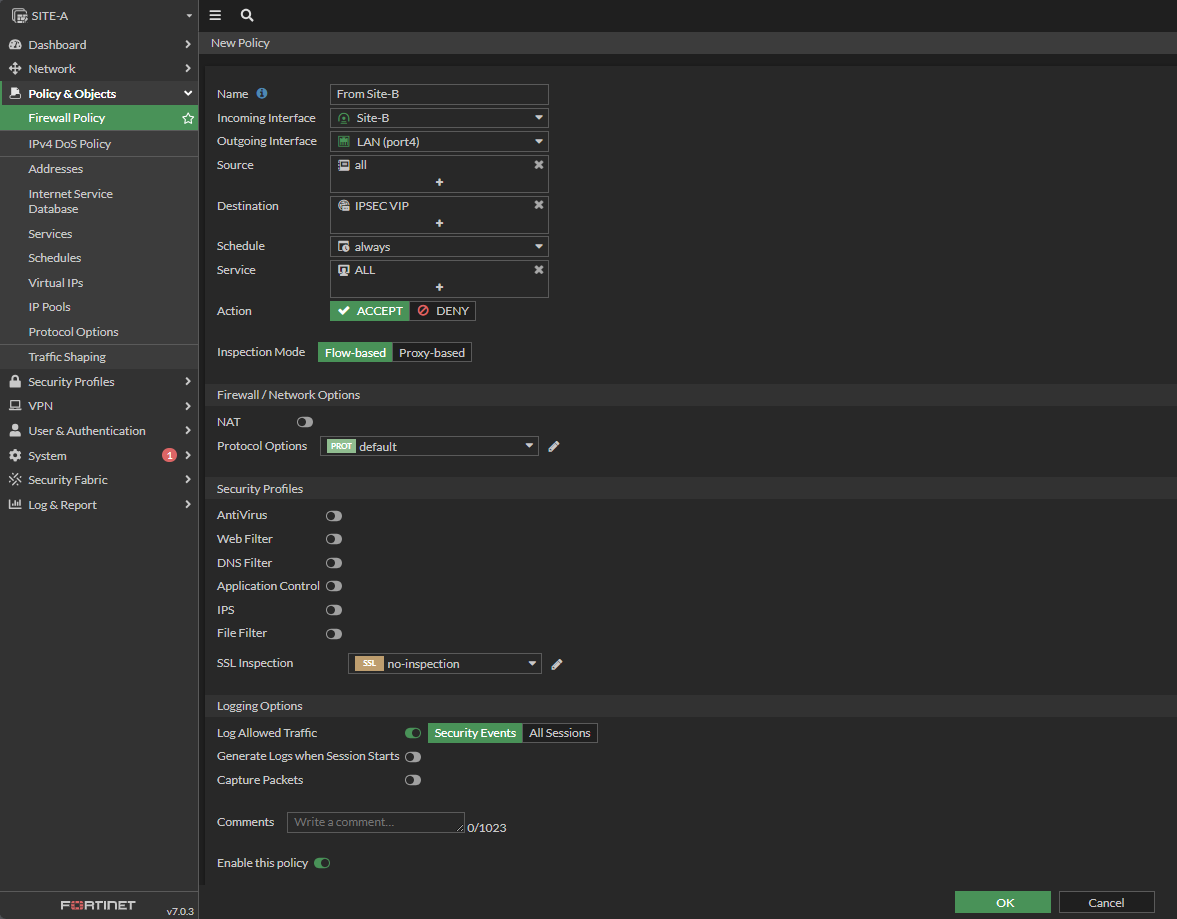 SITE-A
Dashboard
Network
Policy & Objects
Firewall Policy
IPv4 DoS Policy
Addresses
Internet Service
Database
Services
Schedules
Virtual IPs
IP Pools
Protocol Options
Traffic Shaping
Security Profiles
VPN
User & Authentication
System 1
Security Fabric
Log & Report
FORTINET
v7.0.3
New Policy
Name From Site-B
Incoming Interface Site-B
Outgoing Interface LAN (port4)
Source all
+
Destination IPSEC VIP
+
Schedule always
Service ALL
+
Action ACCEPT DENY
Inspection Mode Flow-based Proxy-based
Firewall / Network Options
NAT
Protocol Options PROT default
Security Profiles
AntiVirus
Web Filter
DNS Filter
Application Control
IPS
File Filter
SSL Inspection SSL no-inspection
Logging Options
Log Allowed Traffic Security Events All Sessions
Generate Logs when Session Starts
Capture Packets
Comments Write a comment... 0/1023
Enable this policy
OK Cancel